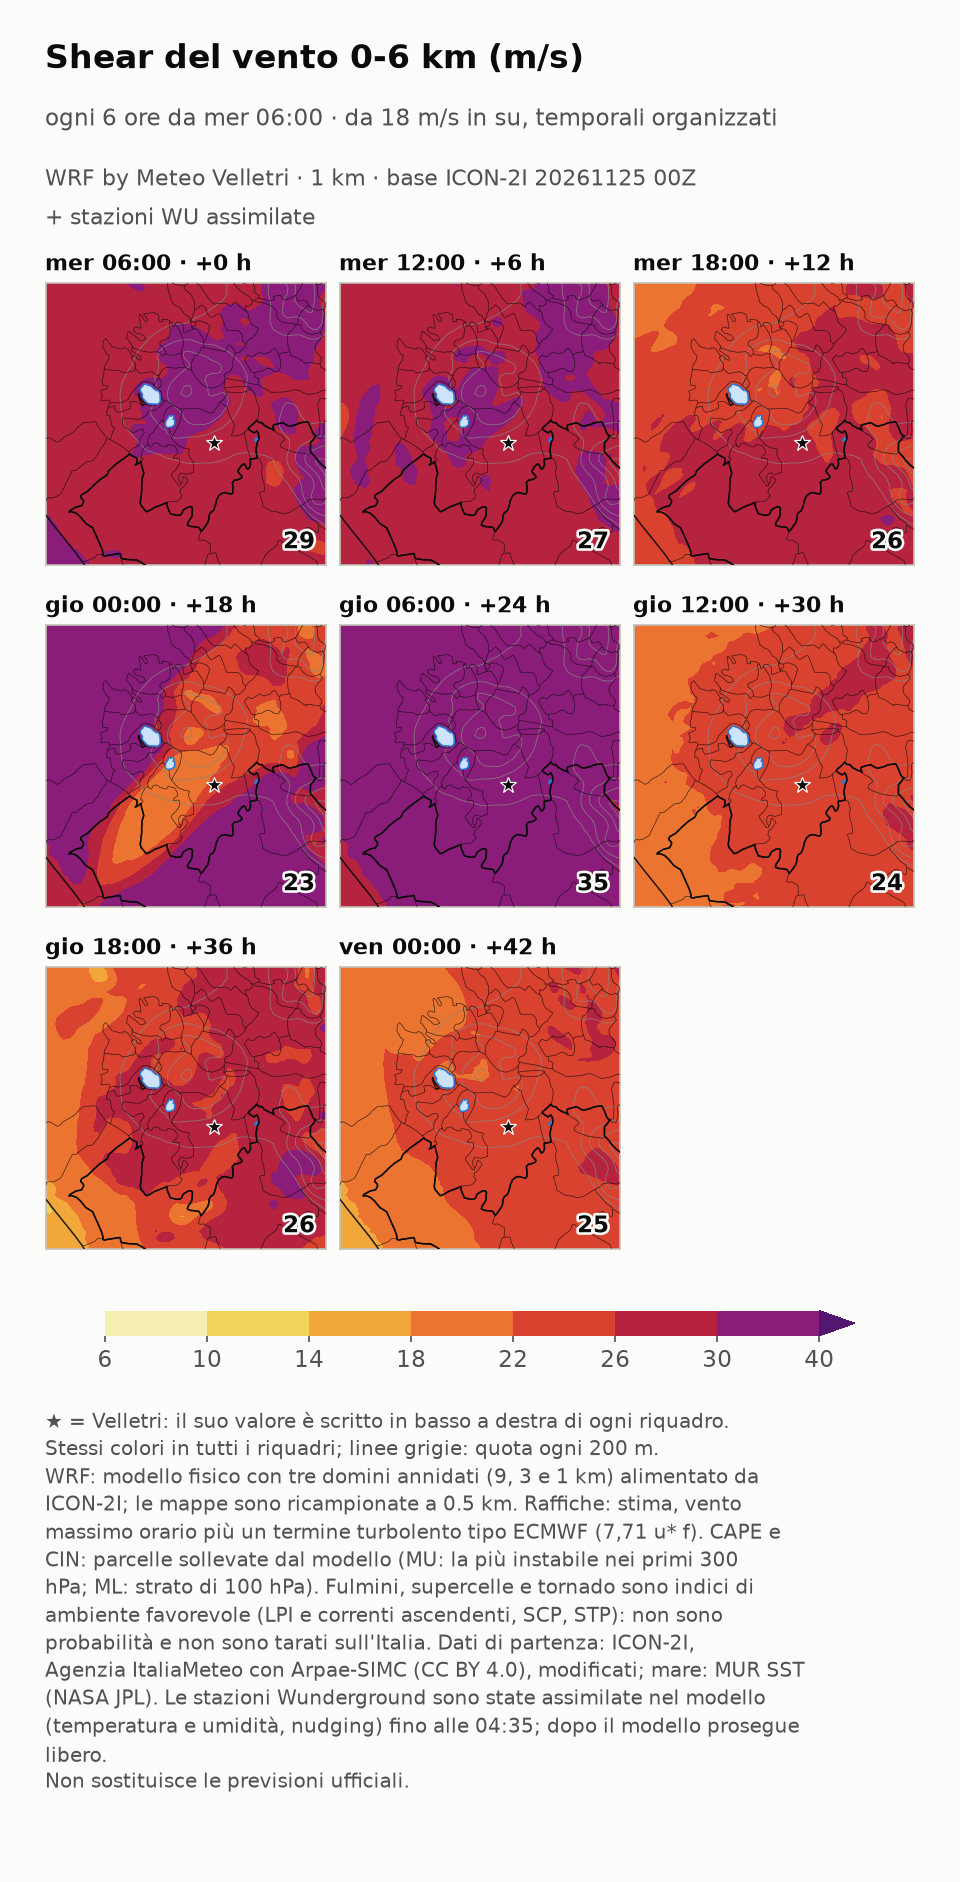 Shear del vento 0-6 km (m/s)
ogni 6 ore da mer 06:00 · da 18 m/s in su, temporali organizzati
WRF by Meteo Velletri · 1 km · base ICON-2I 20261125 00Z
+ stazioni WU assimilate
mer 06:00 · +0 h
mer 12:00 · +6 h
mer 18:00 · +12 h
29
27
26
gio 00:00 · +18 h
gio 06:00 · +24 h
gio 12:00 · +30 h
23
35
24
gio 18:00 · +36 h
ven 00:00 · +42 h
26
25
6 10 14 18 22 26 30 40
★ = Velletri: il suo valore è scritto in basso a destra di ogni riquadro.
Stessi colori in tutti i riquadri; linee grigie: quota ogni 200 m.
WRF: modello fisico con tre domini annidati (9, 3 e 1 km) alimentato da
ICON-2I; le mappe sono ricampionate a 0.5 km. Raffiche: stima, vento
massimo orario più un termine turbolento tipo ECMWF (7,71 u* f). CAPE e
CIN: parcelle sollevate dal modello (MU: la più instabile nei primi 300
hPa; ML: strato di 100 hPa). Fulmini, supercelle e tornado sono indici di
ambiente favorevole (LPI e correnti ascendenti, SCP, STP): non sono
probabilità e non sono tarati sull'Italia. Dati di partenza: ICON-2I,
Agenzia ItaliaMeteo con Arpae-SIMC (CC BY 4.0), modificati; mare: MUR SST
(NASA JPL). Le stazioni Wunderground sono state assimilate nel modello
(temperatura e umidità, nudging) fino alle 04:35; dopo il modello prosegue
libero.
Non sostituisce le previsioni ufficiali.